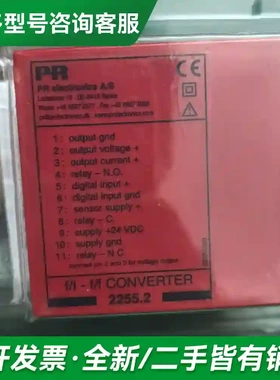 型号咨询客服
PR
CE
PR electronics A/S
1: output gnd
2: output voltage +
3: output current +
4: relay - N.O.
5: digital input +
6: digital input gnd
7: sensor supply +
8: relay - C
9: supply +24 VDC
10: supply gnd
11: relay - N.C.
f/I - I/f CONVERTER
2255.2
开发票·全新/二手皆有销